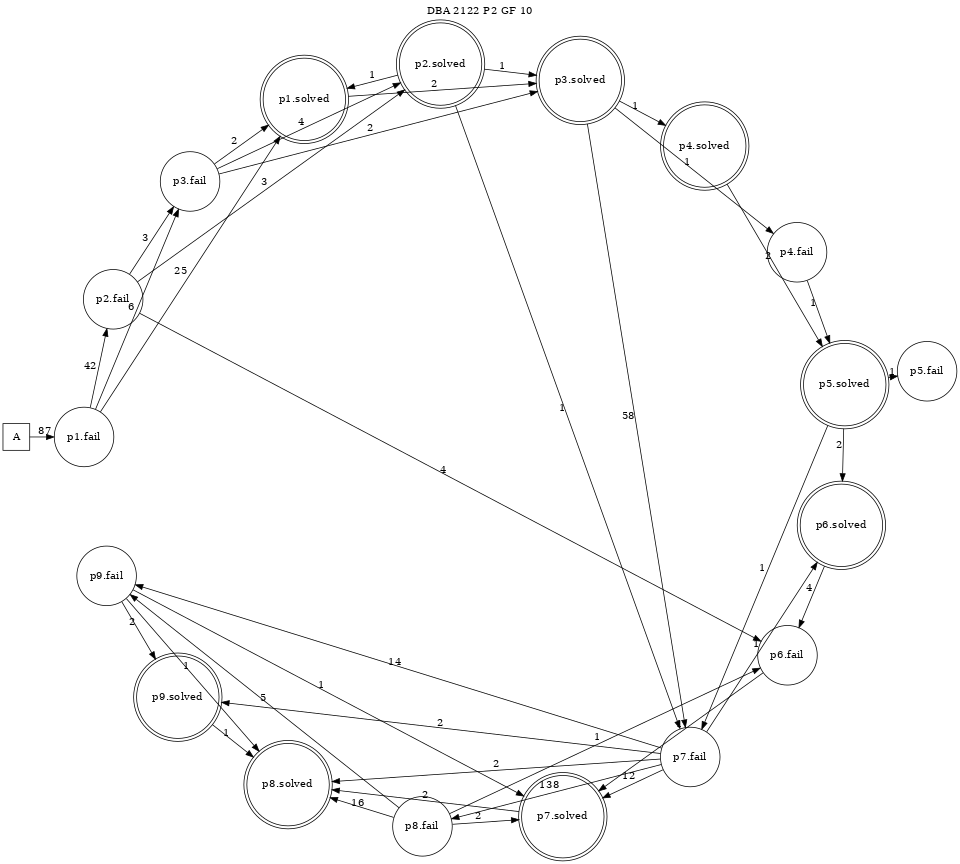 DBA 2122 P2 GF 10
p2.solved
p3.solved
p1.solved
1
1
2
4
1
p4.solved
2
2
1
p3.fail
3
3
p4.fail
2
25
p2.fail
6
1
42
1
p5.fail
p5.solved
1
58
A
87
p1.fail
2
4
p6.solved
1
p9.fail
4
2
1
p6.fail
14
1
1
p9.solved
5
2
1
1
p7.fail
2
12
p8.solved
138
2
16
2
p7.solved
p8.fail